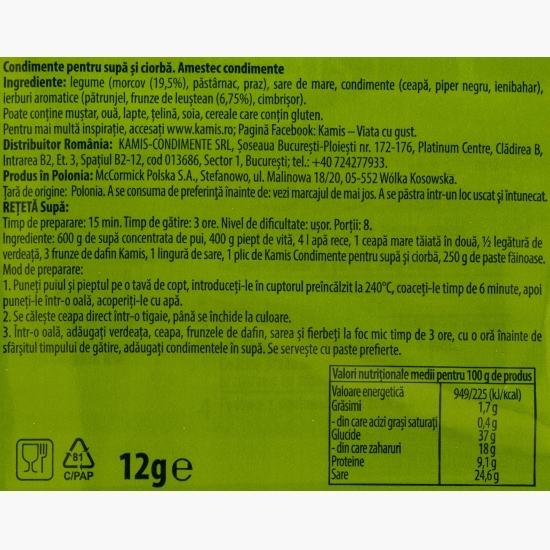 Condimente pentru supă și ciorbă. Amestec condimente
Ingrediente: legume (morcov (19,5%), păstârnac, praz), sare de mare, condimente (ceapă, piper negru, ienibahar),
ierburi aromatice (pătrunjel, frunze de leuștean (6,75%), cimbrișor).
Poate conține muștar, ouă, lapte, țelină, soia, cereale care conțin gluten.
Pentru mai multă inspirație, accesați www.kamis.ro; Pagină Facebook: Kamis – Viata cu gust.
Distribuitor România: KAMIS-CONDIMENTE SRL, Șoseaua București-Ploiești nr. 172-176, Platinum Centre, Clădirea B,
Intrarea B2, Et. 3, Spațiul B2-12, cod 013686, Sector 1, București; tel.: +40 724277933.
Produs în Polonia: McCormick Polska S.A., Stefanowo, ul. Malinowa 18/20, 05-552 Wólka Kosowska.
Țară de origine: Polonia. A se consuma de preferință înainte de: vezi marcajul de mai jos. A se păstra într-un loc uscat și întunecat.
REȚETĂ Supă:
Timp de preparare: 15 min. Timp de gătire: 3 ore. Nivel de dificultate: ușor. Porții: 8.
Ingrediente: 600 g de supă concentrata de pui, 400 g piept de vită, 4 l apă rece, 1 ceapă mare tăiată în două, ½ legătură de
verdeață, 3 frunze de dafin Kamis, 1 lingură de sare, 1 plic de Kamis Condimente pentru supă și ciorbă, 250 g de paste făinoase.
Mod de preparare:
1. Puneți puiul și pieptul pe o tavă de copt, introduceți-le în cuptorul preîncălzit la 240°C, coaceți-le timp de 6 minute, apoi
puneți-le într-o oală, acoperiți-le cu apă.
2. Se călește ceapa direct într-o tigaie, până se închide la culoare.
3. Într-o oală, adăugați verdeața, ceapa, frunzele de dafin, sarea și fierbeți la foc mic timp de 3 ore, cu o oră înainte de
sfârșitul timpului de gătire, adăugați condimentele în supă. Se servește cu paste prefierte.
Valori nutriționale medii pentru 100 g de produs
Valoare energetică 949/225 (kJ/kcal)
Grăsimi 1,7 g
- din care acizi grași saturați 0,4 g
Glucide 37 g
- din care zaharuri 18 g
Proteine 9,1 g
Sare 24,6 g
81
C/PAP
12g e